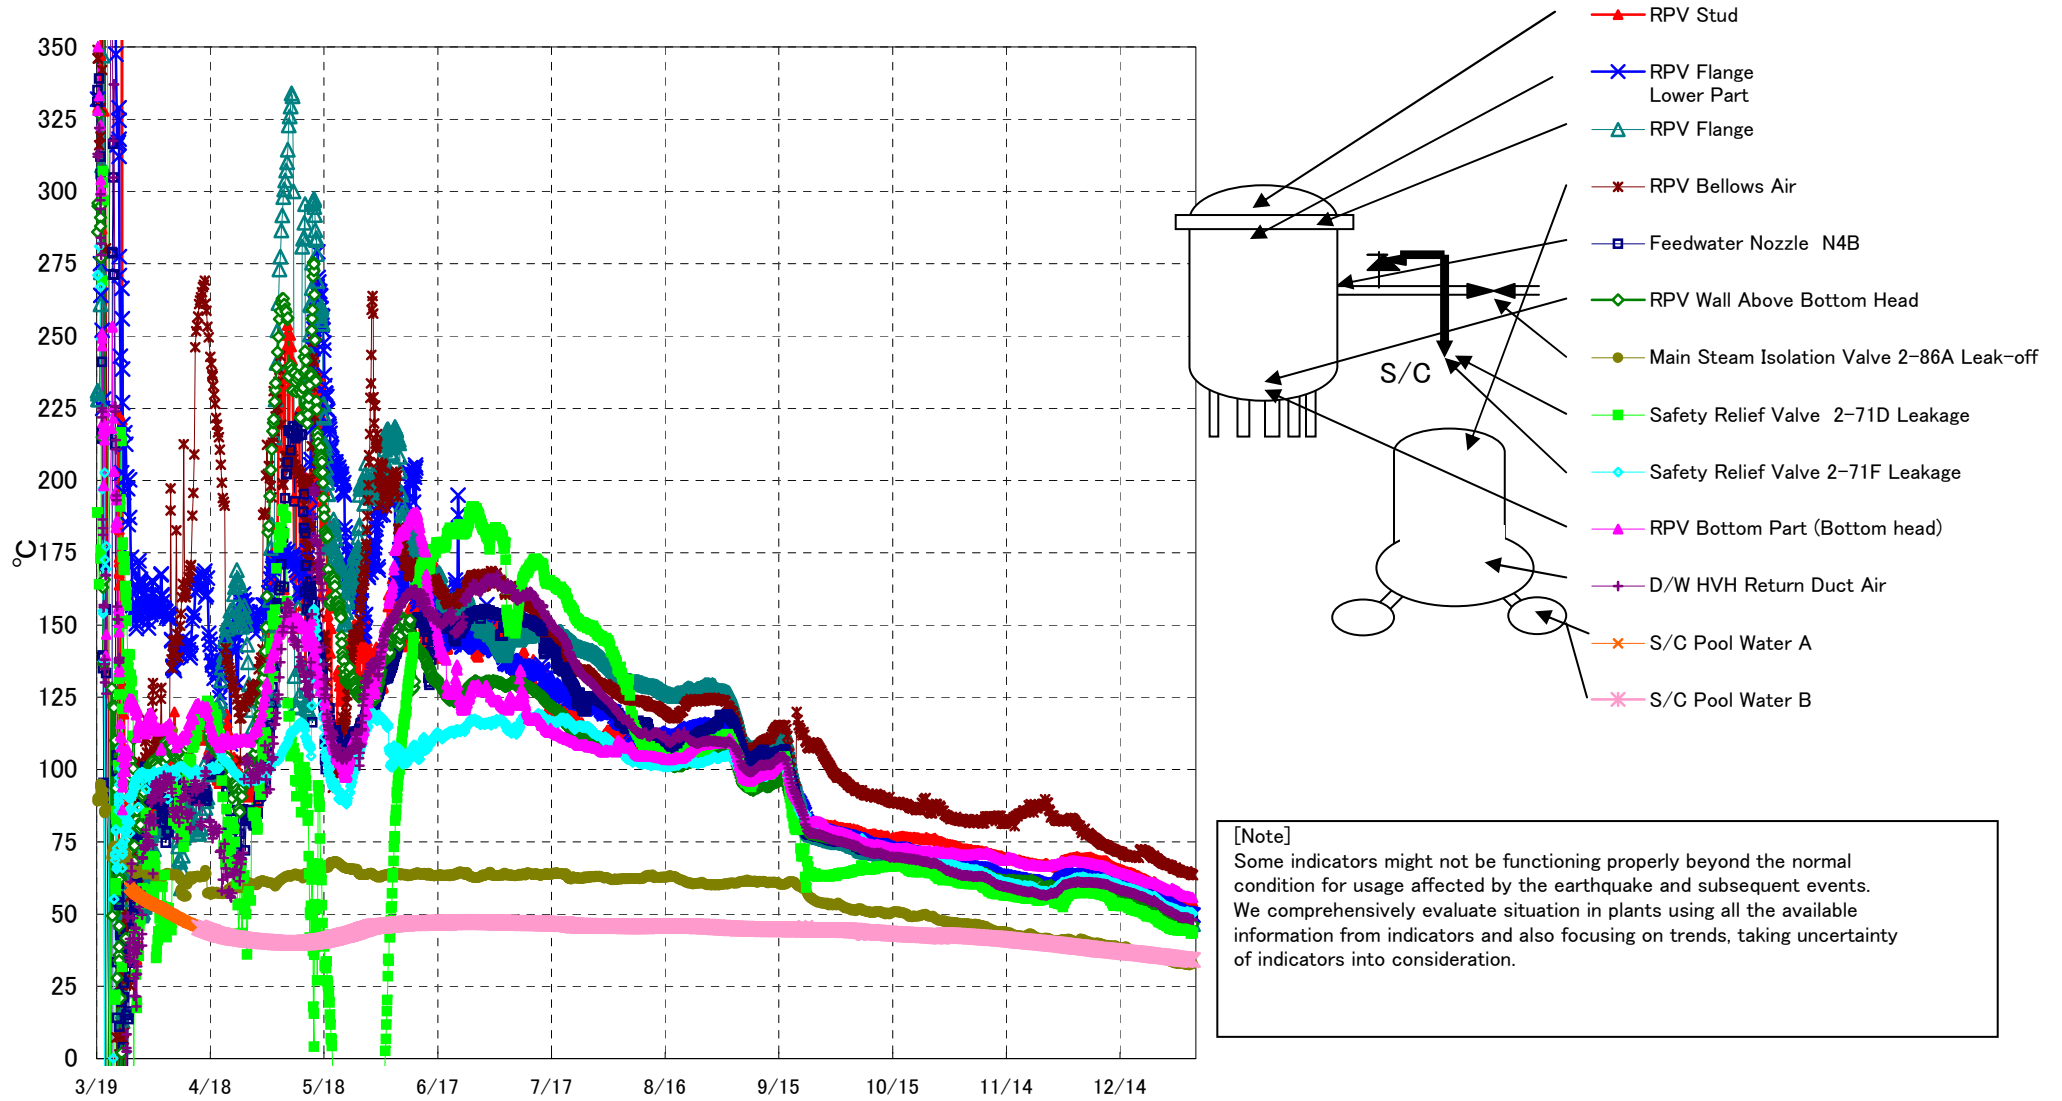 350
325
300
275
250
225
200
175
150
125
100
75
50
25
0
℃
3/19
4/18
5/18
6/17
7/17
8/16
9/15
10/15
11/14
12/14
RPV Stud
RPV Flange
Lower Part
RPV Flange
RPV Bellows Air
Feedwater Nozzle N4B
RPV Wall Above Bottom Head
Main Steam Isolation Valve 2-86A Leak-off
Safety Relief Valve 2-71D Leakage
Safety Relief Valve 2-71F Leakage
RPV Bottom Part (Bottom head)
D/W HVH Return Duct Air
S/C Pool Water A
S/C Pool Water B
S/C
[Note]
Some indicators might not be functioning properly beyond the normal
condition for usage affected by the earthquake and subsequent events.
We comprehensively evaluate situation in plants using all the available
information from indicators and also focusing on trends, taking uncertainty
of indicators into consideration.